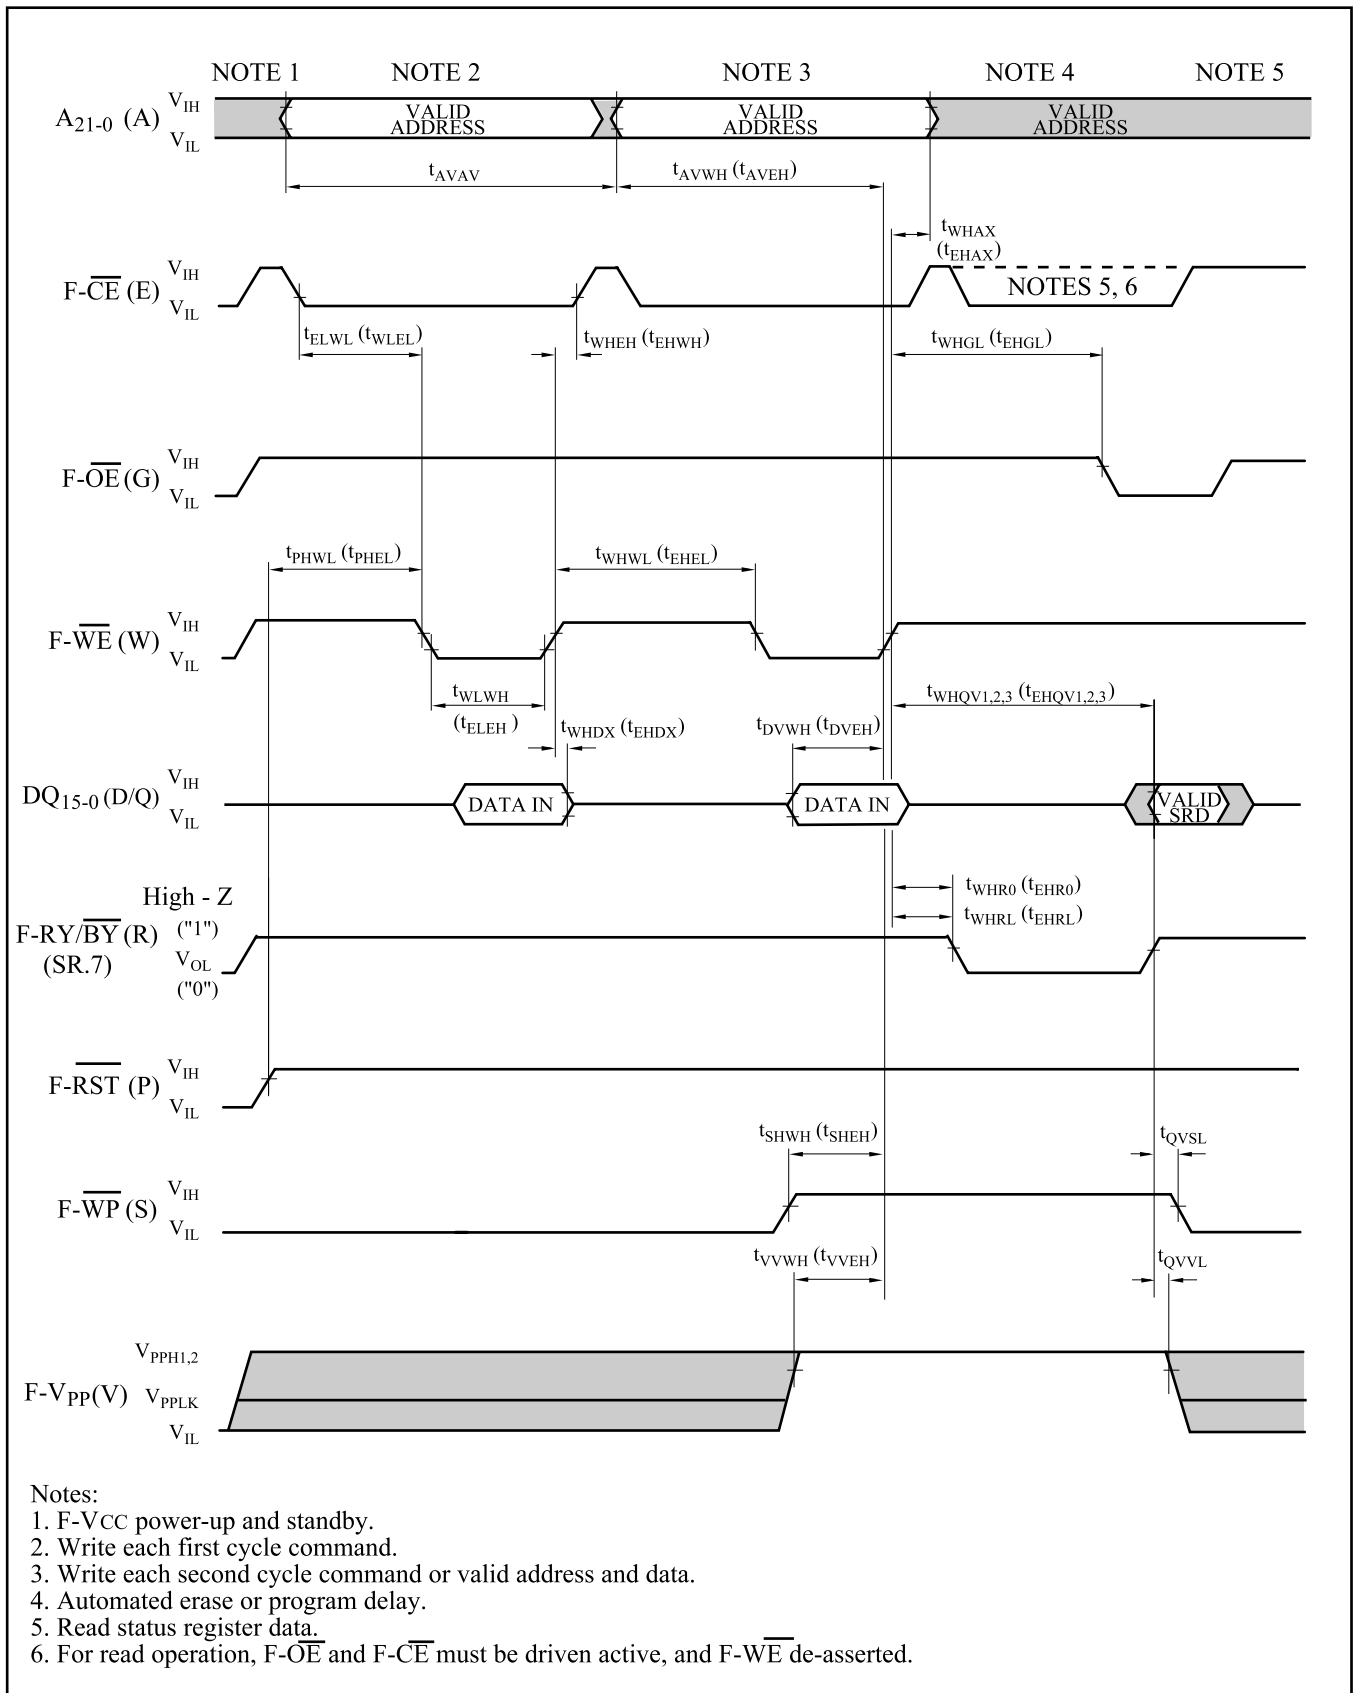 NOTE 1 NOTE 2 NOTE 3 NOTE 4 NOTE 5
A21-0 (A) VIH VIL
VALID ADDRESS VALID ADDRESS VALID ADDRESS
tAVAV tAVWH (tAVEH)
tWHAX
(tEHAX)
F-CE (E) VIH VIL
NOTES 5, 6
tELWL (tWLEL) tWHEH (tEHWH) tWHGL (tEHGL)
F-OE (G) VIH VIL
tPHWL (tPHEL) tWHWL (tEHEL)
F-WE (W) VIH VIL
tWLWH
(tELEH )
tWHDX (tEHDX) tDVWH (tDVEH) tWHQV1,2,3 (tEHQV1,2,3)
DQ15-0 (D/Q) VIH VIL
DATA IN DATA IN VALID SRD
tWHR0 (tEHR0)
tWHRL (tEHRL)
High - Z
("1")
F-RY/BY (R)
(SR.7)
VOL
("0")
F-RST (P) VIH VIL
tSHWH (tSHEH) tQVSL
F-WP (S) VIH VIL
tVVWH (tVVEH) tQVVL
F-VPP(V) VPPH1,2 VPPLK VIL
Notes:
1. F-VCC power-up and standby.
2. Write each first cycle command.
3. Write each second cycle command or valid address and data.
4. Automated erase or program delay.
5. Read status register data.
6. For read operation, F-OE and F-CE must be driven active, and F-WE de-asserted.